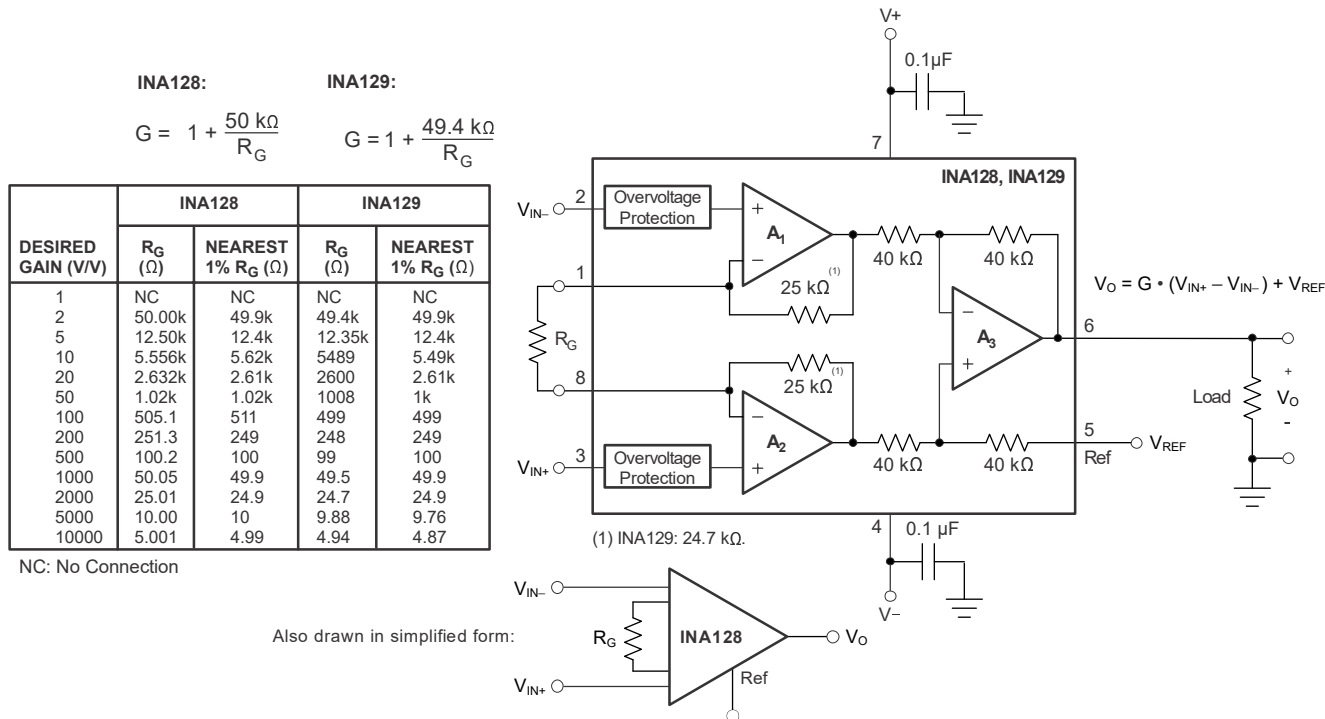 INA128:
INA129:
G = 1 + 50 kΩ / R_G
G = 1 + 49.4 kΩ / R_G
INA128 INA129
DESIRED GAIN (V/V) R_G (Ω) NEAREST 1% R_G (Ω) R_G (Ω) NEAREST 1% R_G (Ω)
1 NC NC NC NC
2 50.00k 49.9k 49.4k 49.9k
5 12.50k 12.4k 12.35k 12.4k
10 5.556k 5.62k 5489 5.49k
20 2.632k 2.61k 2600 2.61k
50 1.02k 1.02k 1008 1k
100 505.1 511 499 499
200 251.3 249 248 249
500 100.2 100 99 100
1000 50.05 49.9 49.5 49.9
2000 25.01 24.9 24.7 24.9
5000 10.00 10 9.88 9.76
10000 5.001 4.99 4.94 4.87
NC: No Connection
V+
0.1µF
7
INA128, INA129
V_IN– 2
Overvoltage
Protection
+
A_1
–
40 kΩ
40 kΩ
1
25 kΩ (1)
R_G
V_O = G • (V_IN+ – V_IN–) + V_REF
–
A_3
+
6
8
25 kΩ (1)
–
A_2
+
V_IN+ 3
Overvoltage
Protection
40 kΩ
40 kΩ
5
Ref
V_REF
Load
+
V_O
-
4
0.1 µF
V–
(1) INA129: 24.7 kΩ.
Also drawn in simplified form:
V_IN–
R_G
INA128
V_O
V_IN+
Ref